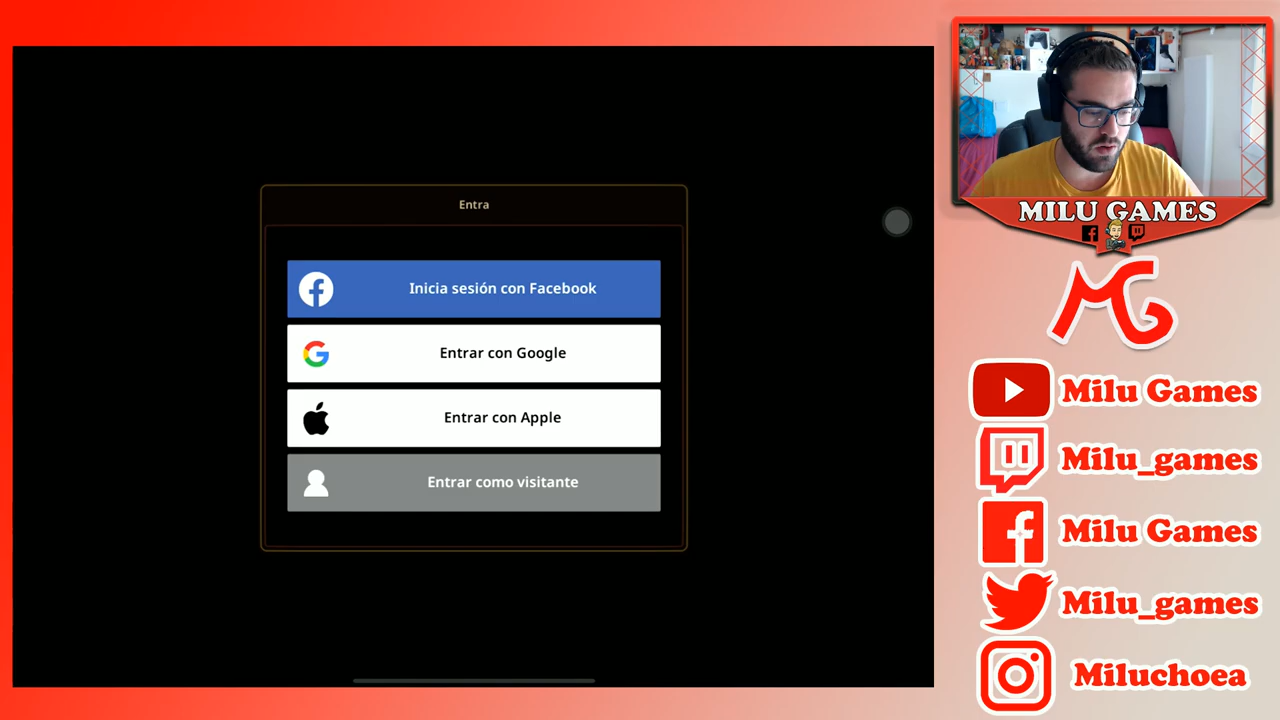 Entra
Inicia sesión con Facebook
Entrar con Google
Entrar con Apple
Entrar como visitante
MILU GAMES
MG
Milu Games
Milu_games
Milu Games
Milu_games
Miluchoea